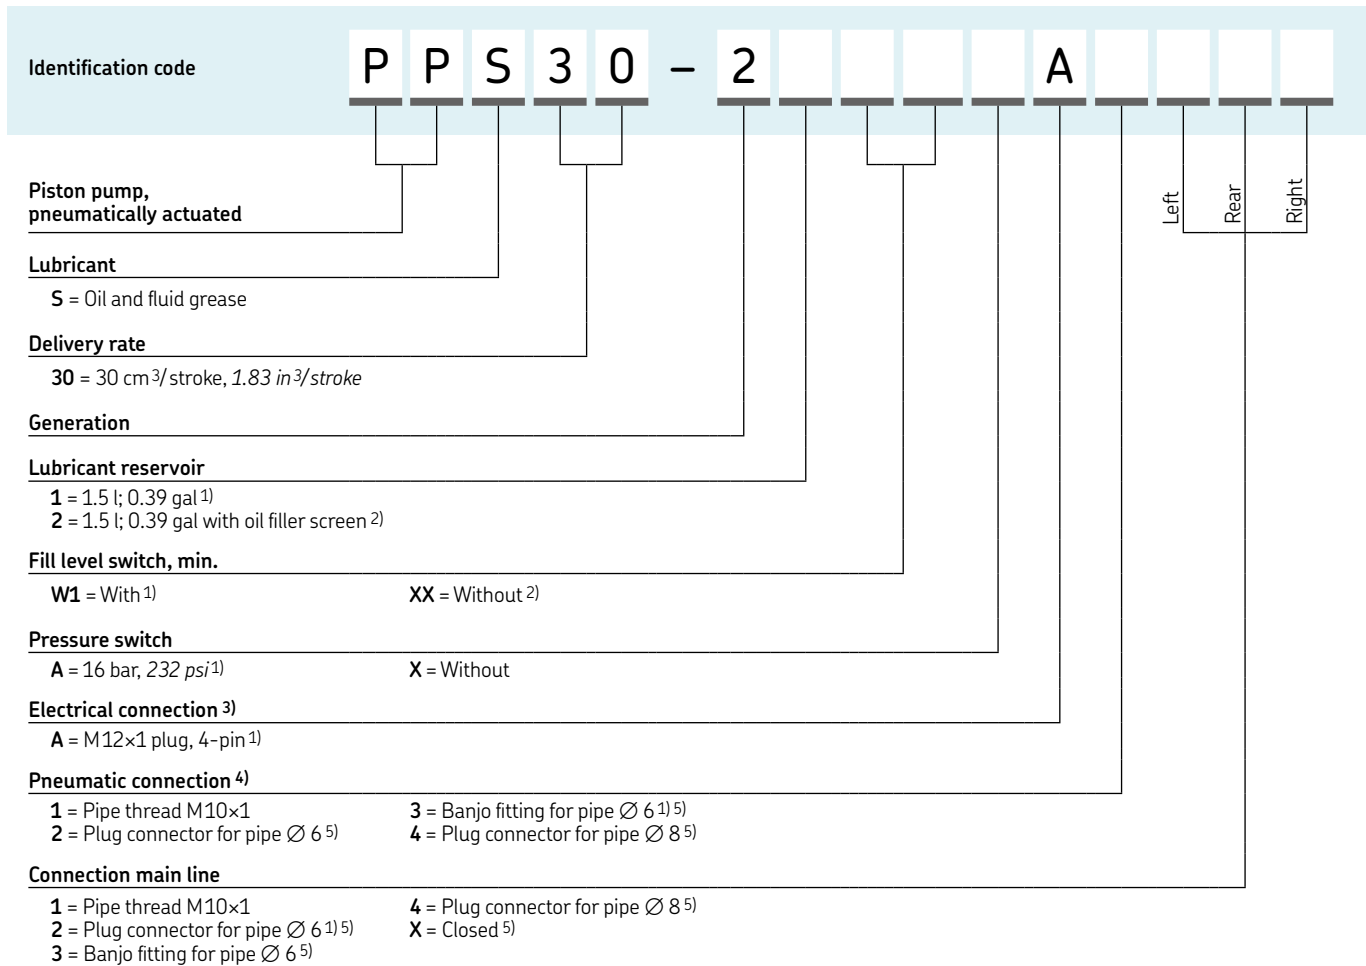 Identification code P P S 3 0 – 2 A
Left Rear Right
Piston pump,
pneumatically actuated
Lubricant
S = Oil and fluid grease
Delivery rate
30 = 30 cm3/stroke, 1.83 in3/stroke
Generation
Lubricant reservoir
1 = 1.5 l; 0.39 gal 1)
2 = 1.5 l; 0.39 gal with oil filler screen 2)
Fill level switch, min.
W1 = With 1) XX = Without 2)
Pressure switch
A = 16 bar, 232 psi 1) X = Without
Electrical connection 3)
A = M12×1 plug, 4-pin 1)
Pneumatic connection 4)
1 = Pipe thread M10×1 3 = Banjo fitting for pipe ∅ 6 1) 5)
2 = Plug connector for pipe ∅ 6 5) 4 = Plug connector for pipe ∅ 8 5)
Connection main line
1 = Pipe thread M10×1 4 = Plug connector for pipe ∅ 8 5)
2 = Plug connector for pipe ∅ 6 1) 5) X = Closed 5)
3 = Banjo fitting for pipe ∅ 6 5)